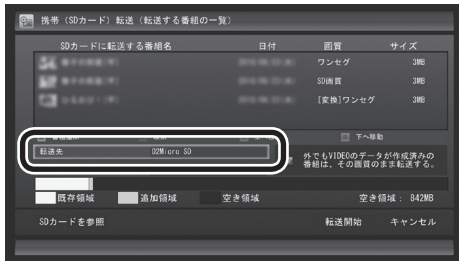 携帯（SDカード）転送（転送する番組の一覧）
SDカードに転送する番組名 日付 画質 サイズ
ワンセグ 3MB
SD画質 3MB
[変換]ワンセグ 3MB
下へ移動
転送先 02Micro SD
外でもVIDEOのデータが作成済みの
番組は、その画質のまま転送する。
既存領域 追加領域 空き領域 空き領域： 842MB
SDカードを参照 転送開始 キャンセル